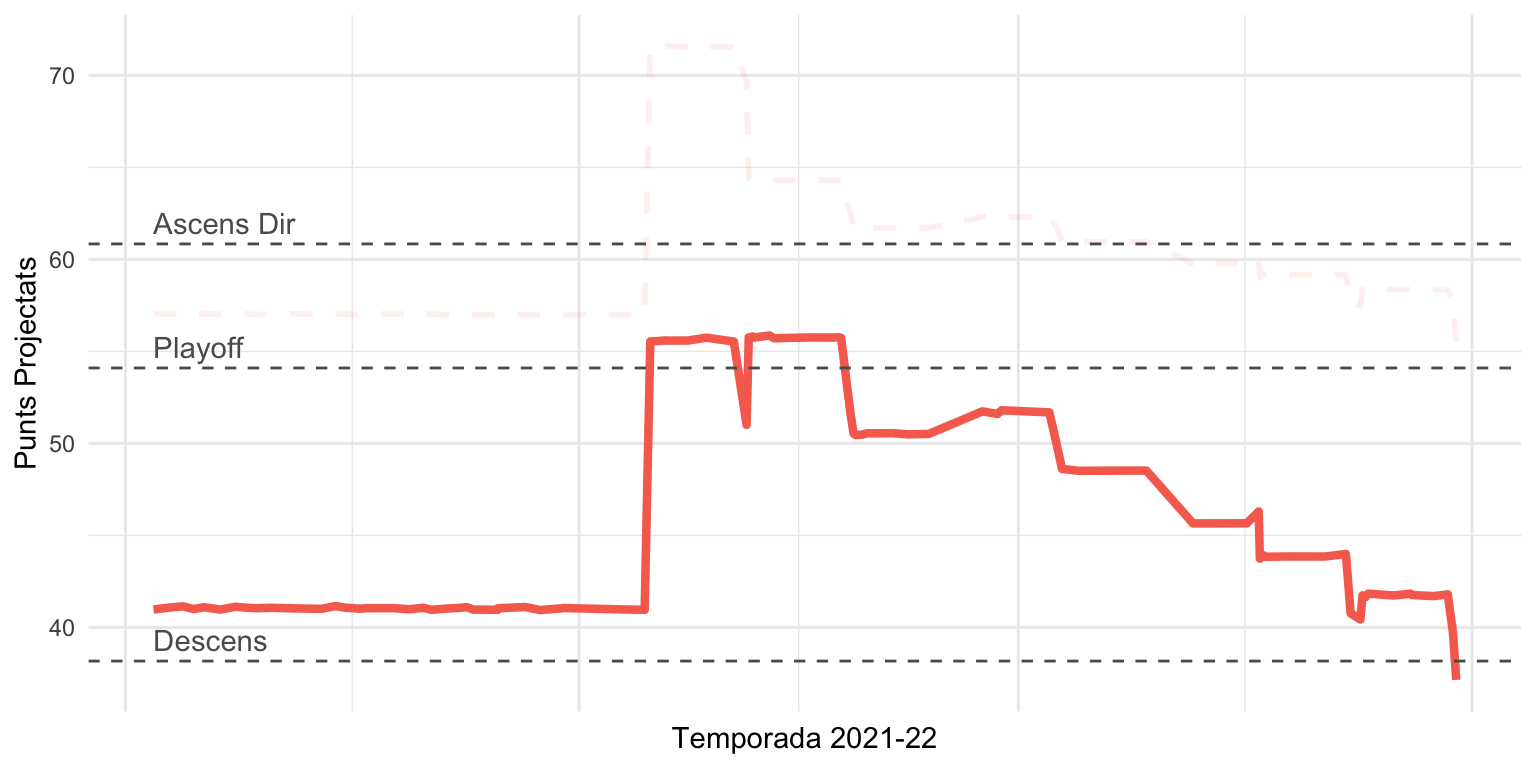 70
Ascens Dir
60
Playoff
50
40
Descens
Punts Projectats
Temporada 2021-22